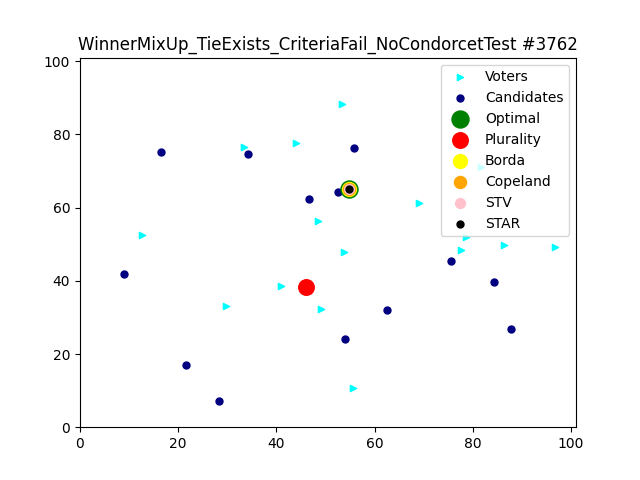 WinnerMixUp_TieExists_CriteriaFail_NoCondorcetTest #3762
100
80
60
40
20
0
0 20 40 60 80 100
Voters
Candidates
Optimal
Plurality
Borda
Copeland
STV
STAR